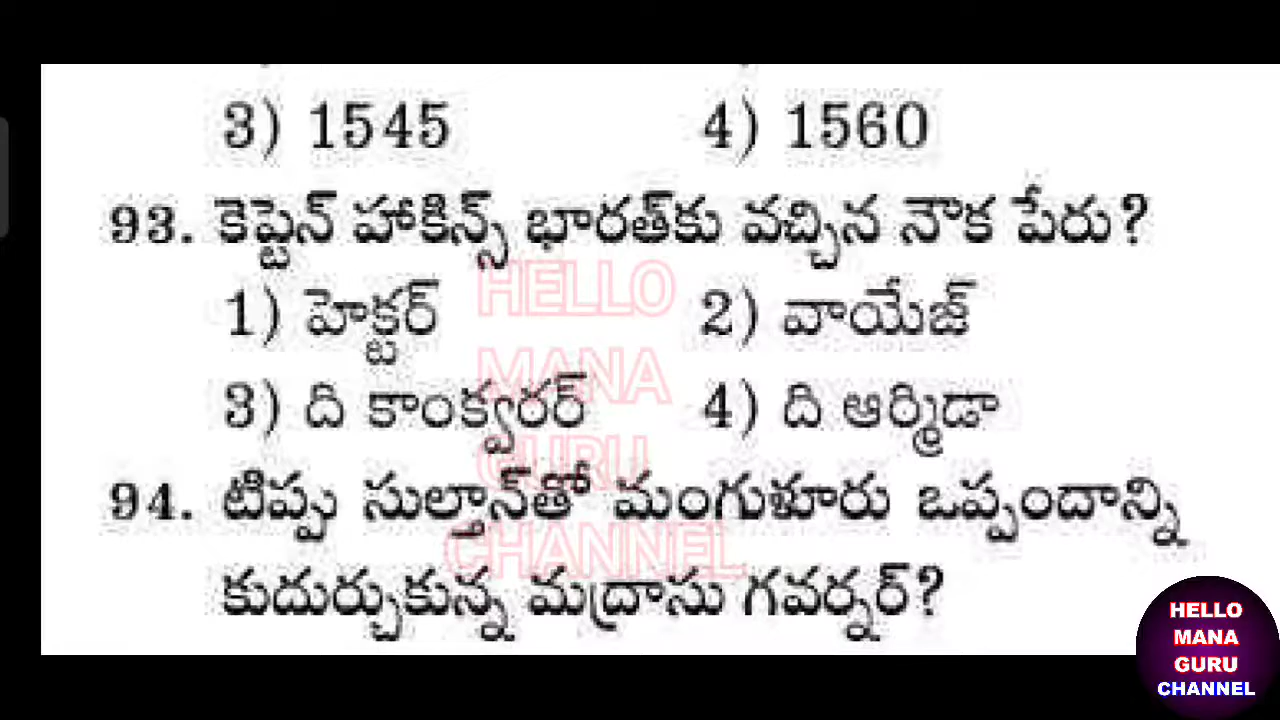 3) 1545 4) 1560
93. కెప్టెన్ హాకిన్స్ భారత్‌కు వచ్చిన నౌక పేరు?
1) హెక్టర్ 2) వాయేజ్
3) ది కాంక్వరర్ 4) ది ఆర్మిడా
94. టిప్పు సుల్తాన్‌తో మంగుళూరు ఒప్పందాన్ని
కుదుర్చుకున్న మద్రాసు గవర్నర్?
HELLO
MANA
GURU
CHANNEL
HELLO
MANA
GURU
CHANNEL